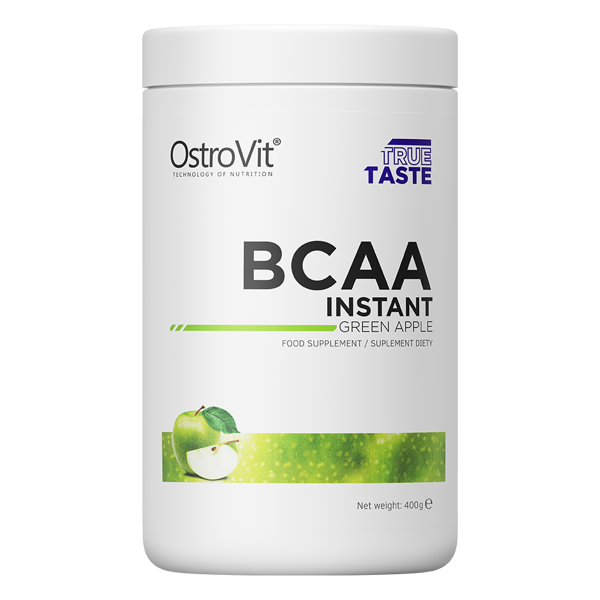 OstroVit®
TECHNOLOGY OF NUTRITION
TRUE
TASTE
BCAA
INSTANT
GREEN APPLE
FOOD SUPPLEMENT / SUPLEMENT DIETY
Net weight: 400g ℮